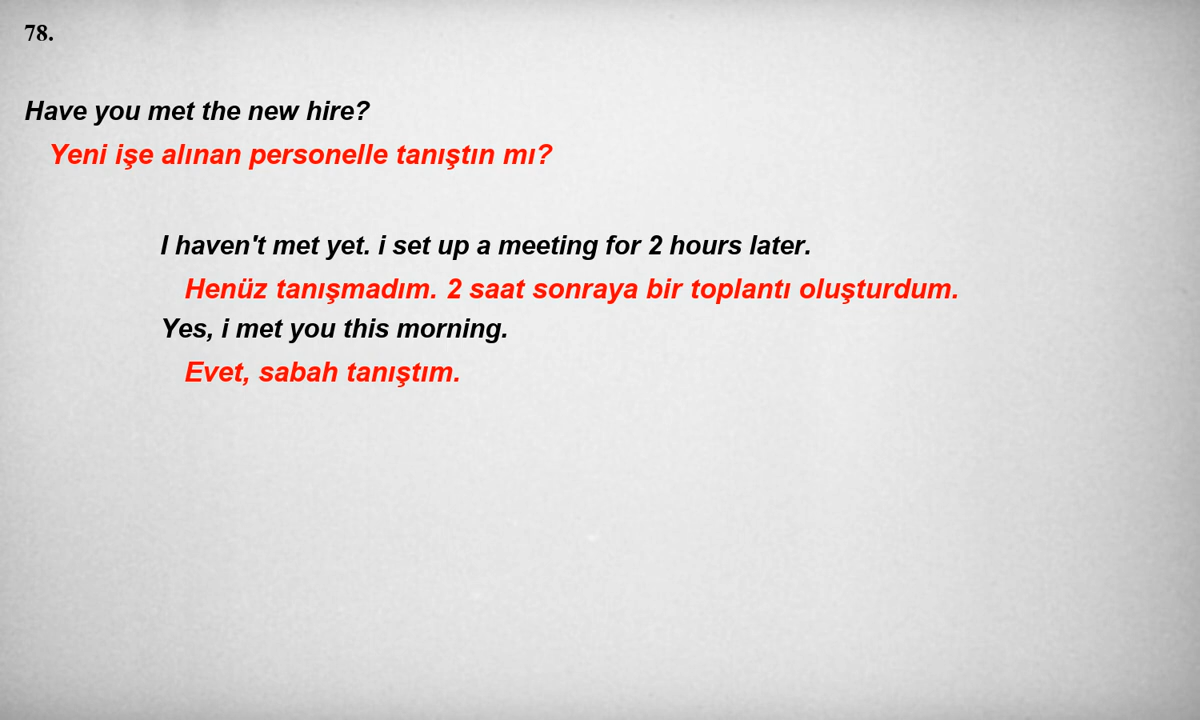 78.
Have you met the new hire?
Yeni işe alınan personelle tanıştın mı?
I haven't met yet. i set up a meeting for 2 hours later.
Henüz tanışmadım. 2 saat sonraya bir toplantı oluşturdum.
Yes, i met you this morning.
Evet, sabah tanıştım.